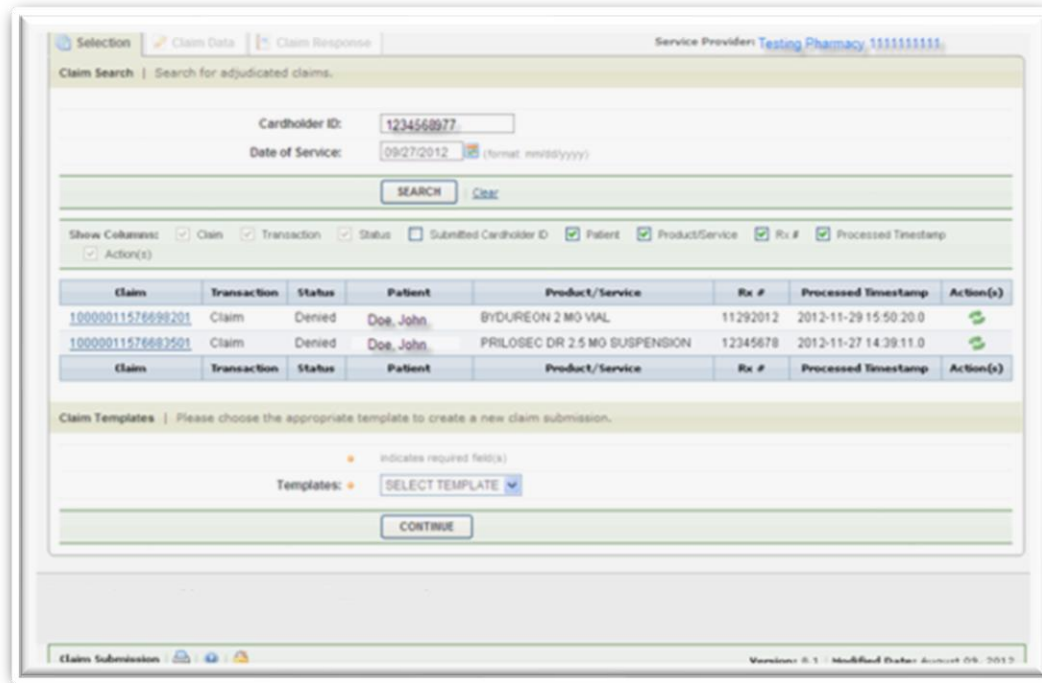 Selection Claim Data Claim Response Service Provider: Testing Pharmacy, 1111111111
Claim Search | Search for adjudicated claims.
Cardholder ID: 1234568977
Date of Service: 09/27/2012 (format: mm/dd/yyyy)
SEARCH | Clear
Show Columns: Claim Transaction Status Submitted Cardholder ID Patient Product/Service Rx # Processed Timestamp
Action(s)
Claim Transaction Status Patient Product/Service Rx # Processed Timestamp Action(s)
10000011576698201 Claim Denied Doe, John BYDUREON 2 MG VIAL 11292012 2012-11-29 15:50:20.0
10000011576683501 Claim Denied Doe, John PRILOSEC DR 2.5 MG SUSPENSION 12345678 2012-11-27 14:39:11.0
Claim Transaction Status Patient Product/Service Rx # Processed Timestamp Action(s)
Claim Templates | Please choose the appropriate template to create a new claim submission.
indicates required field(s)
Templates: SELECT TEMPLATE
CONTINUE
Claim Submission Version: 6.1 | Modified Date: August 09, 2012